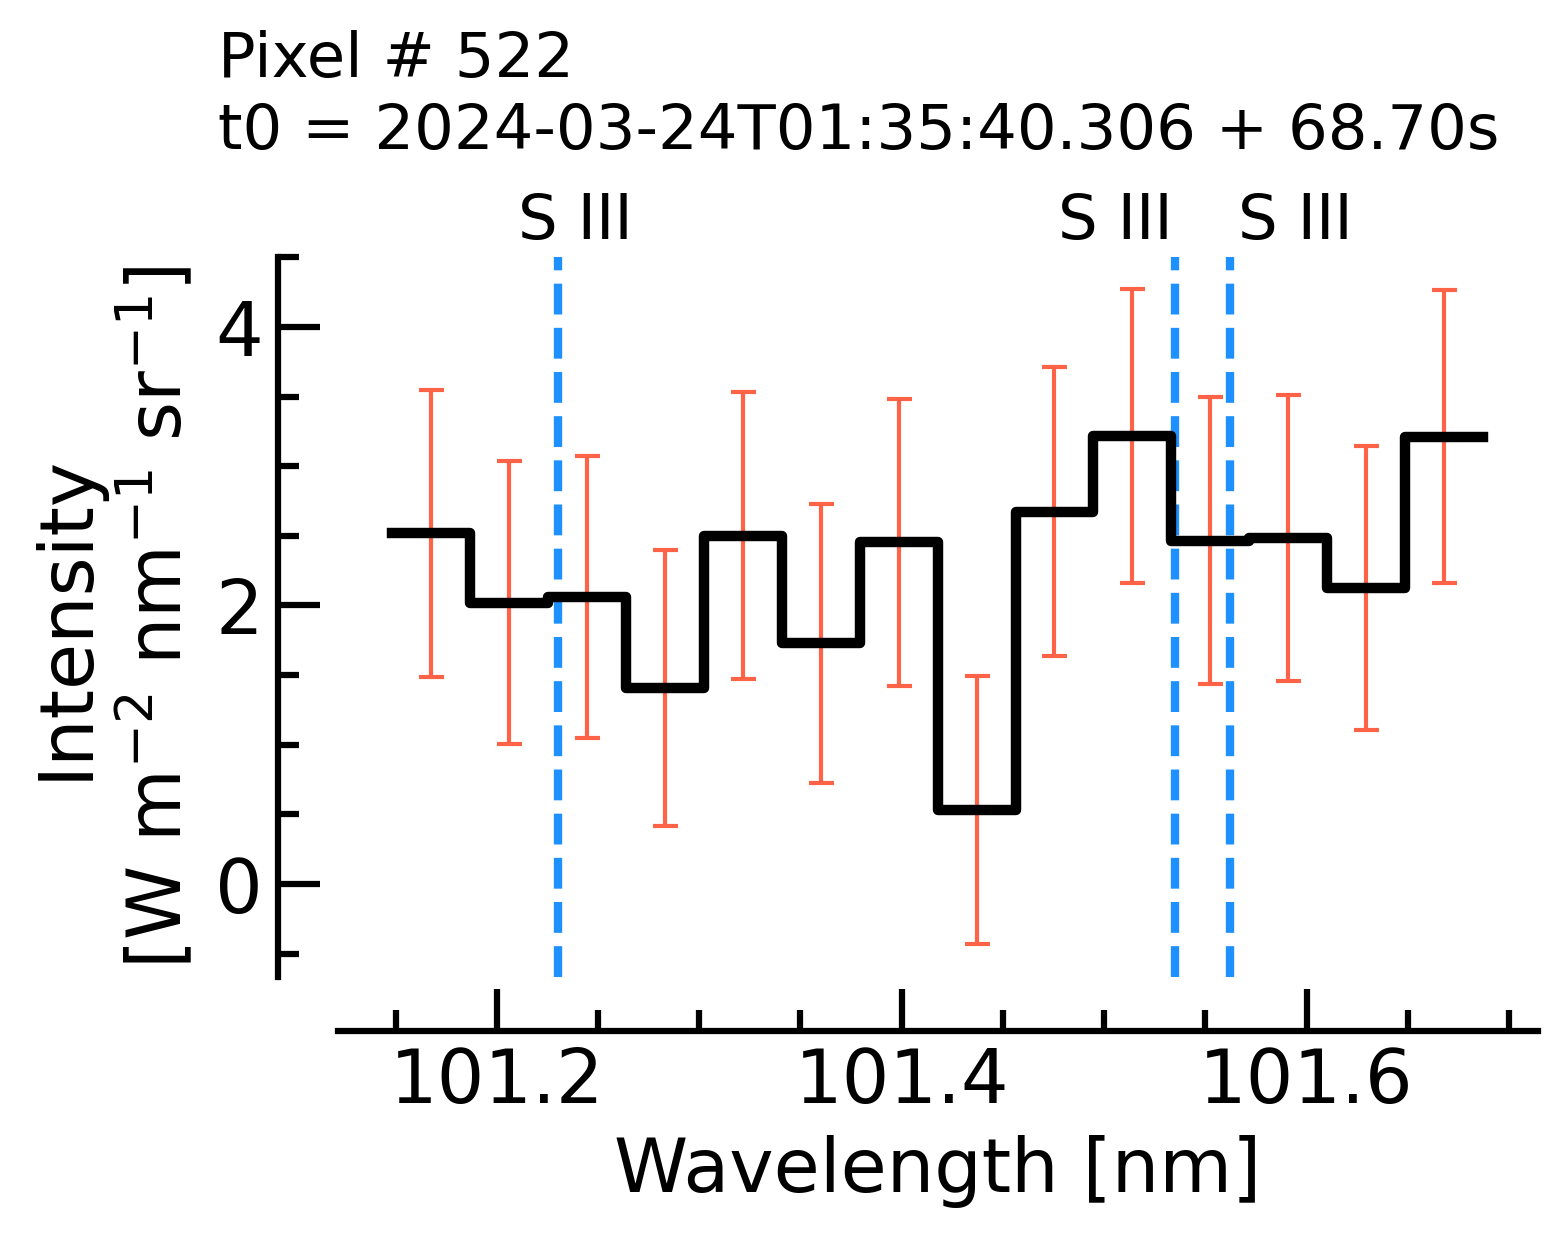 Pixel # 522
t0 = 2024-03-24T01:35:40.306 + 68.70s
S III S III S III
Intensity
[W m⁻² nm⁻¹ sr⁻¹]
4
2
0
101.2 101.4 101.6
Wavelength [nm]